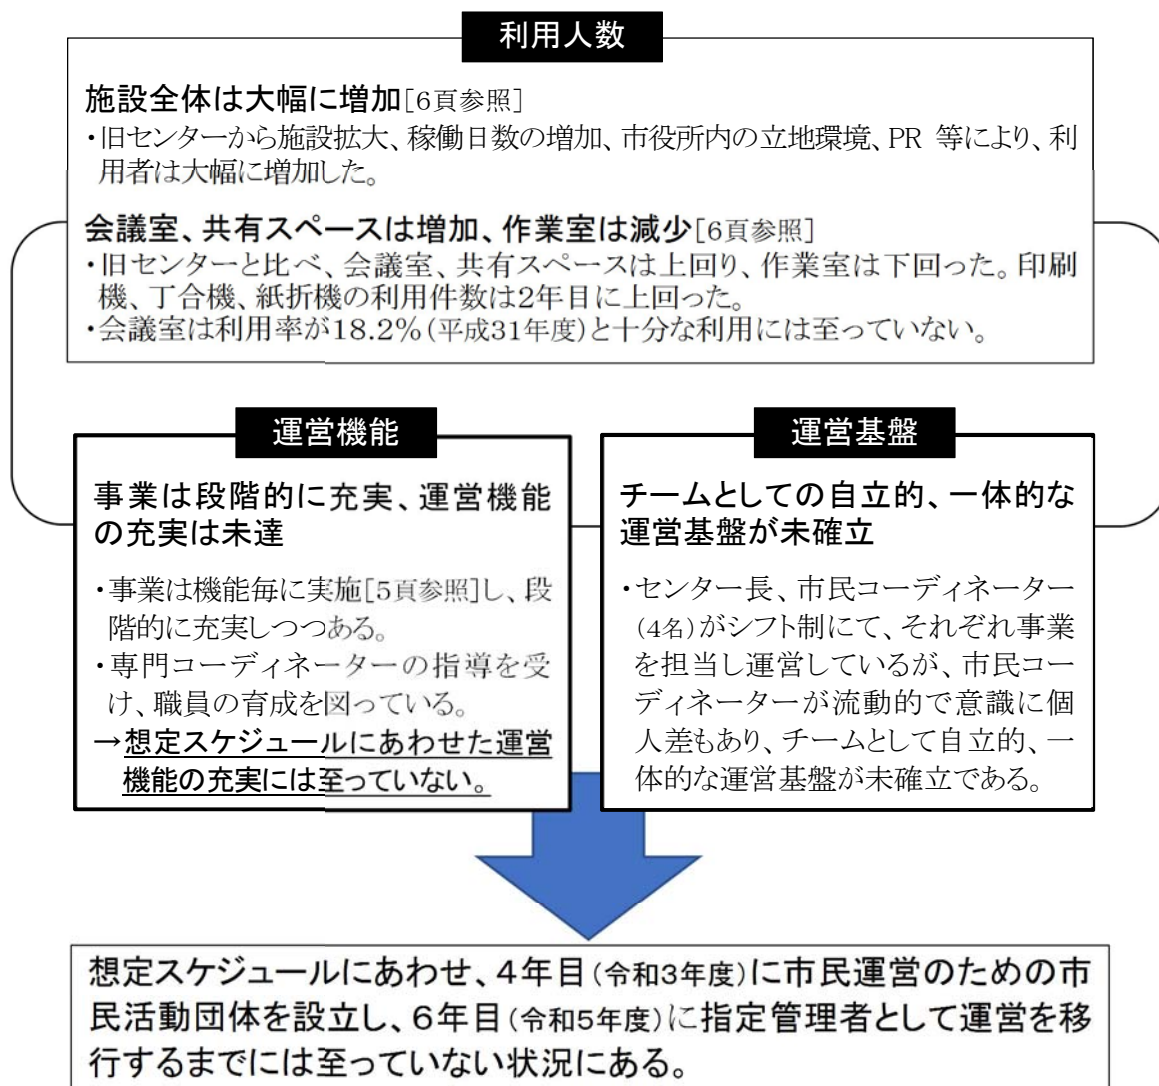 利用人数
施設全体は大幅に増加[6頁参照]
・旧センターから施設拡大、稼働日数の増加、市役所内の立地環境、PR 等により、利
用者は大幅に増加した。
会議室、共有スペースは増加、作業室は減少[6頁参照]
・旧センターと比べ、会議室、共有スペースは上回り、作業室は下回った。印刷
機、丁合機、紙折機の利用件数は2年目に上回った。
・会議室は利用率が18.2%(平成31年度)と十分な利用には至っていない。
運営機能
事業は段階的に充実、運営機能
の充実は未達
・事業は機能毎に実施[5頁参照]し、段
階的に充実しつつある。
・専門コーディネーターの指導を受
け、職員の育成を図っている。
→想定スケジュールにあわせた運営
機能の充実には至っていない。
運営基盤
チームとしての自立的、一体的な
運営基盤が未確立
・センター長、市民コーディネーター
(4名)がシフト制にて、それぞれ事業
を担当し運営しているが、市民コー
ディネーターが流動的で意識に個
人差もあり、チームとして自立的、一
体的な運営基盤が未確立である。
想定スケジュールにあわせ、4年目(令和3年度)に市民運営のための市
民活動団体を設立し、6年目(令和5年度)に指定管理者として運営を移
行するまでには至っていない状況にある。